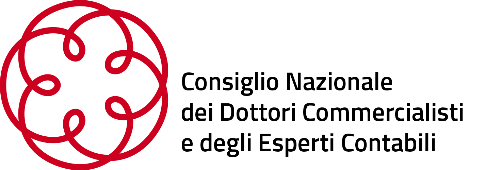 Consiglio Nazionale
dei Dottori Commercialisti
e degli Esperti Contabili